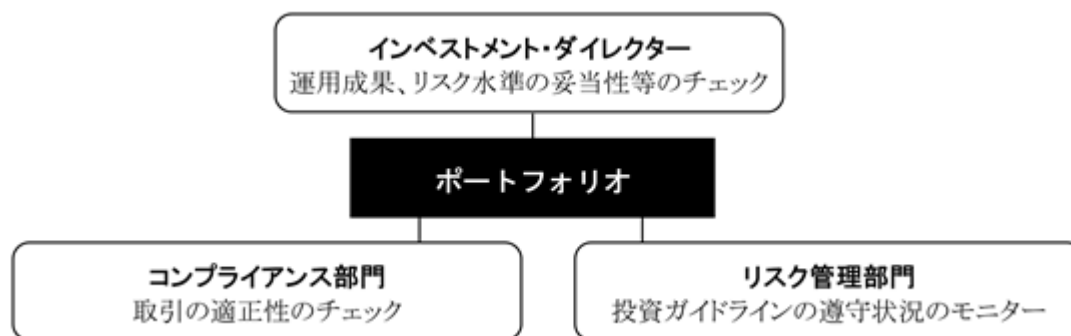 インベストメント・ダイレクター
運用成果、リスク水準の妥当性等のチェック
ポートフォリオ
コンプライアンス部門
取引の適正性のチェック
リスク管理部門
投資ガイドラインの遵守状況のモニター